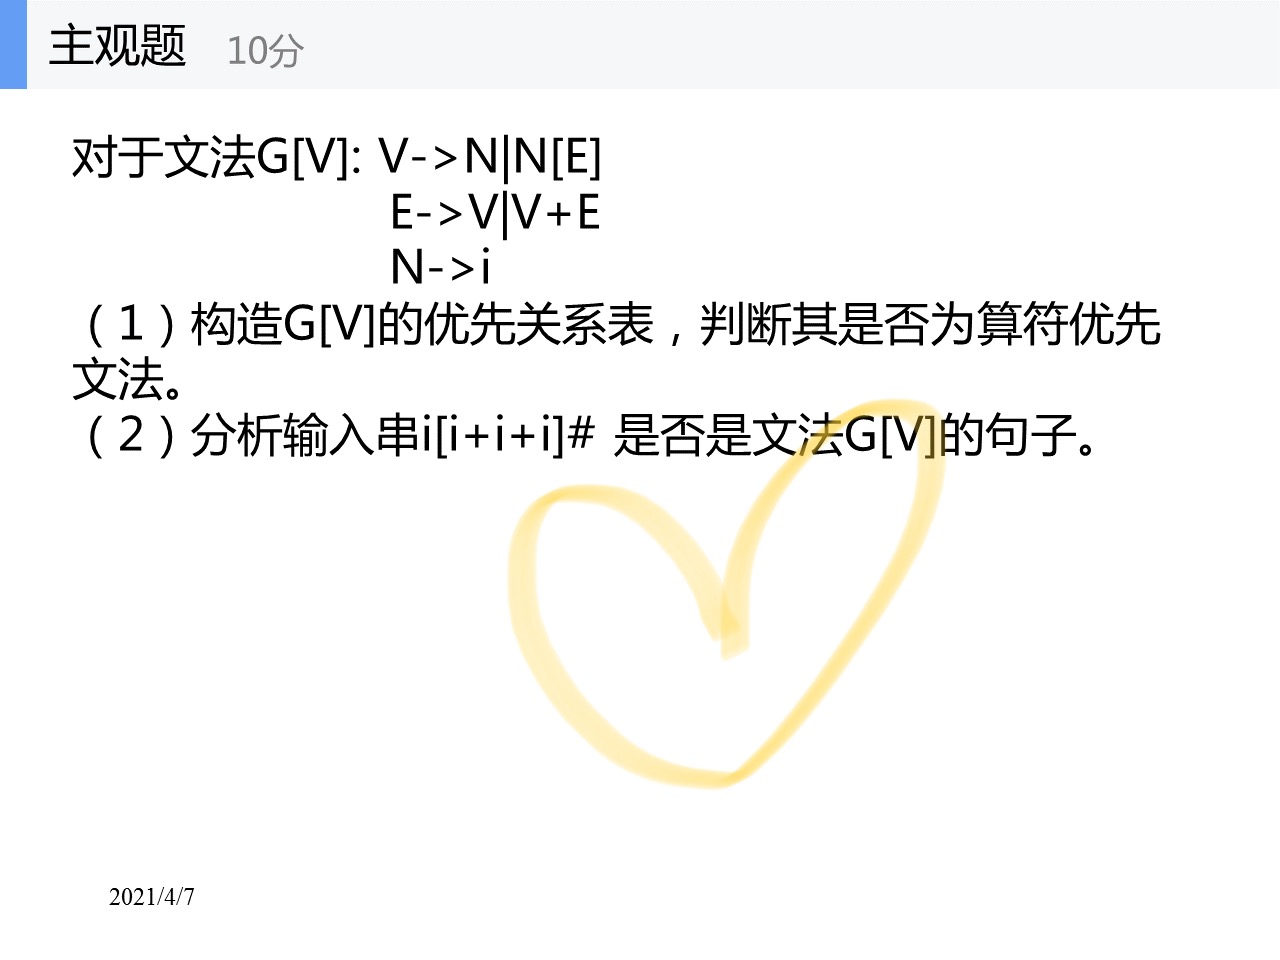 主观题 10分
对于文法G[V]: V->N|N[E]
E->V|V+E
N->i
（1）构造G[V]的优先关系表，判断其是否为算符优先
文法。
（2）分析输入串i[i+i+i]# 是否是文法G[V]的句子。
2021/4/7